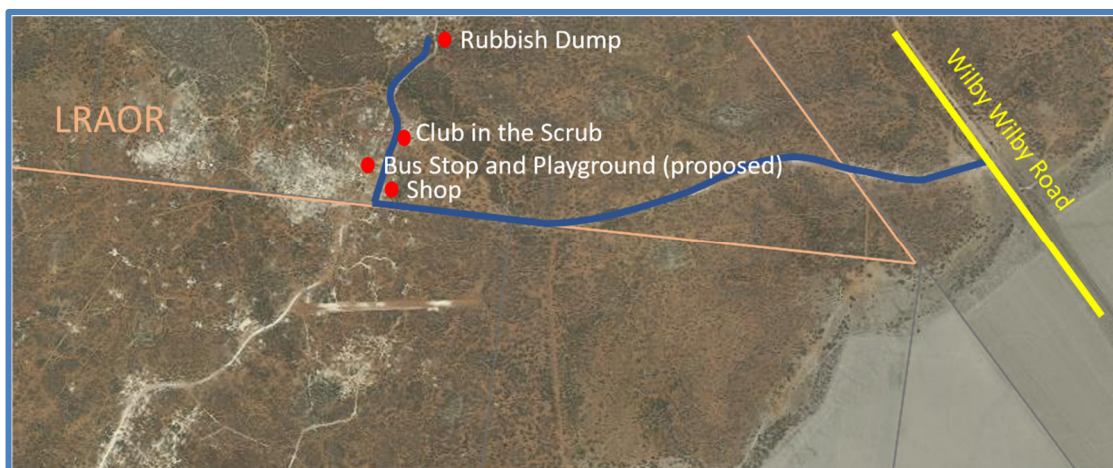 Rubbish Dump
Wilby Wilby Road
LRAOR
Club in the Scrub
Bus Stop and Playground (proposed)
Shop